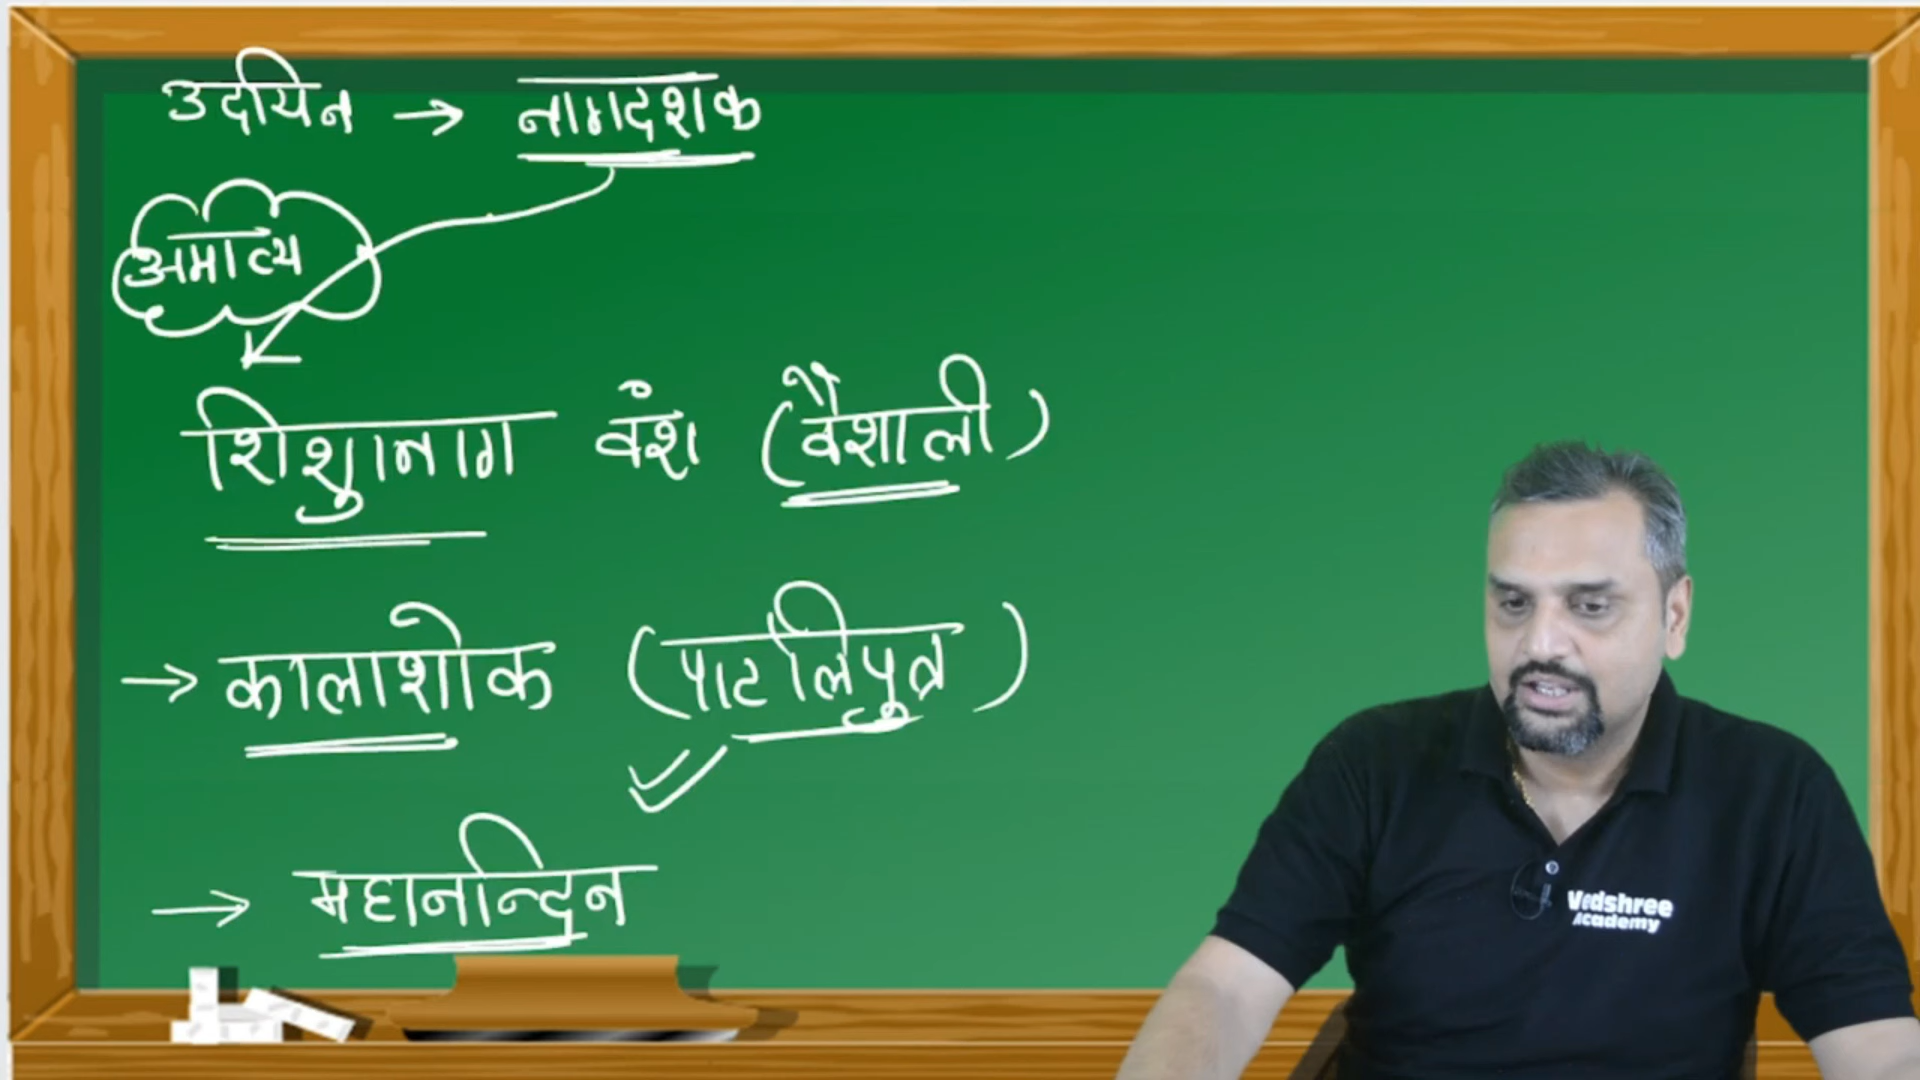 उदयिन → नागदशक
अमात्य
शिशुनाग वंश (वैशाली)
→ कालाशोक (पाटलिपुत्र)
→ महानन्दिन
Vedshree
Academy